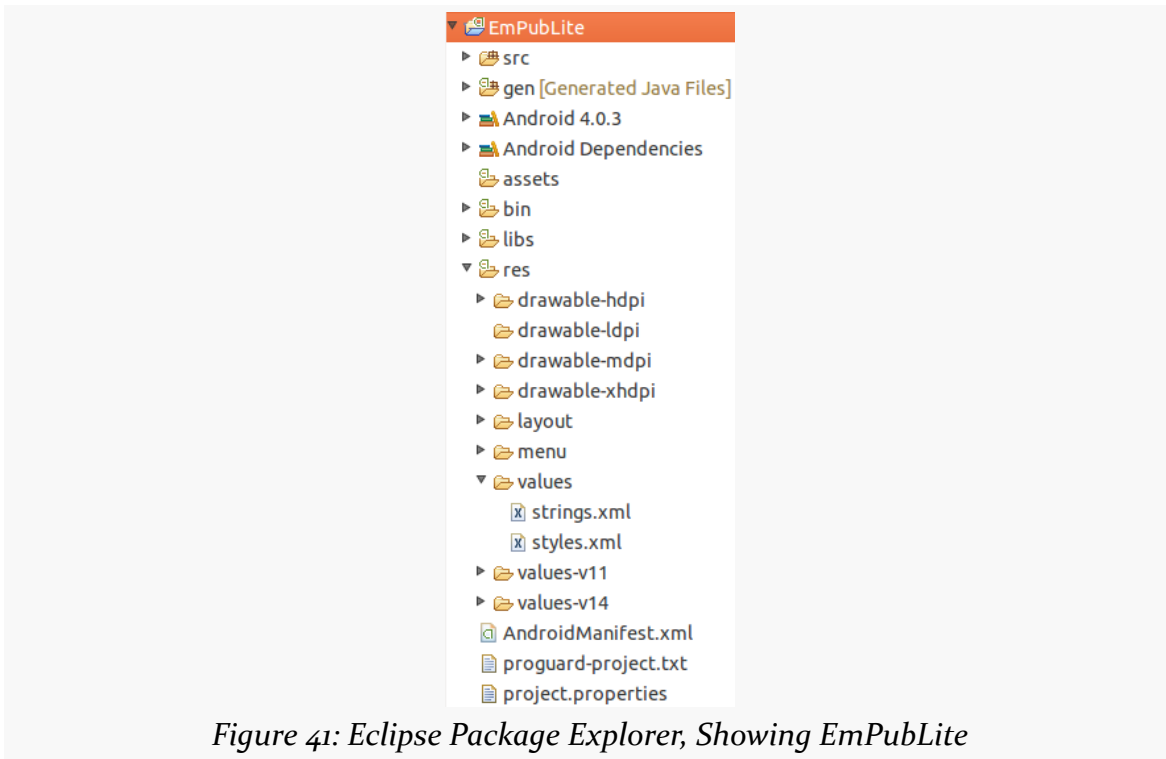 EmPubLite
src
gen [Generated Java Files]
Android 4.0.3
Android Dependencies
assets
bin
libs
res
drawable-hdpi
drawable-ldpi
drawable-mdpi
drawable-xhdpi
layout
menu
values
strings.xml
styles.xml
values-v11
values-v14
AndroidManifest.xml
proguard-project.txt
project.properties
Figure 41: Eclipse Package Explorer, Showing EmPubLite